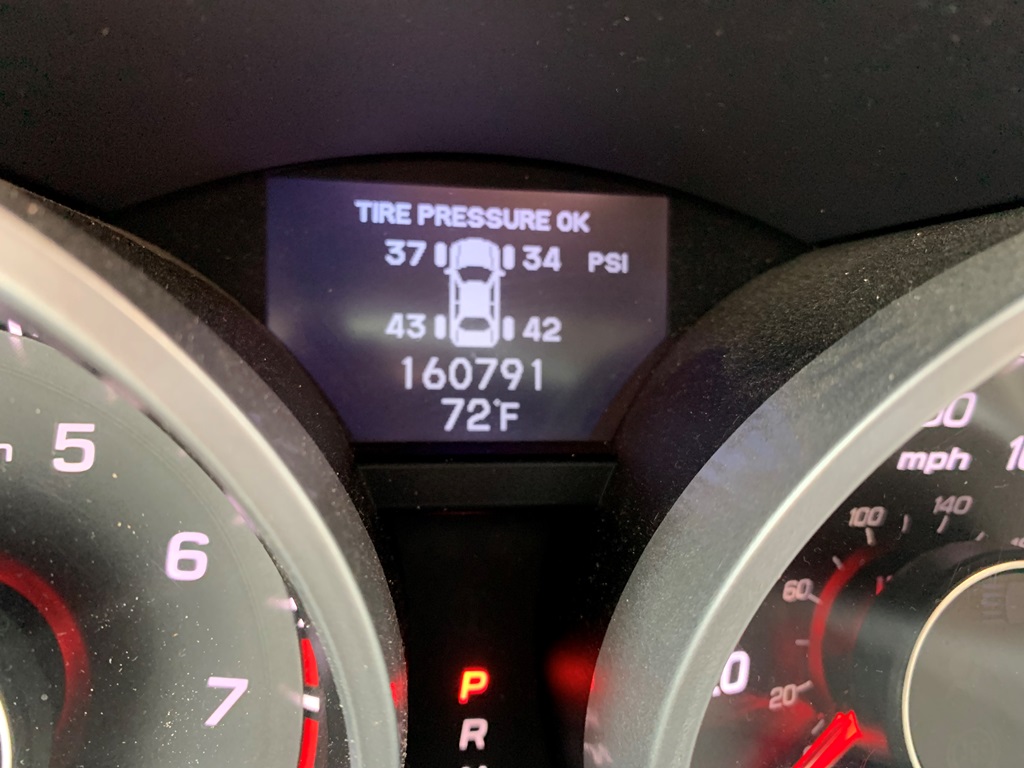 TIRE PRESSURE OK
37 34 PSI
43 42
160791
72°F
5
6
7
P
R
mph
100
140
60
20